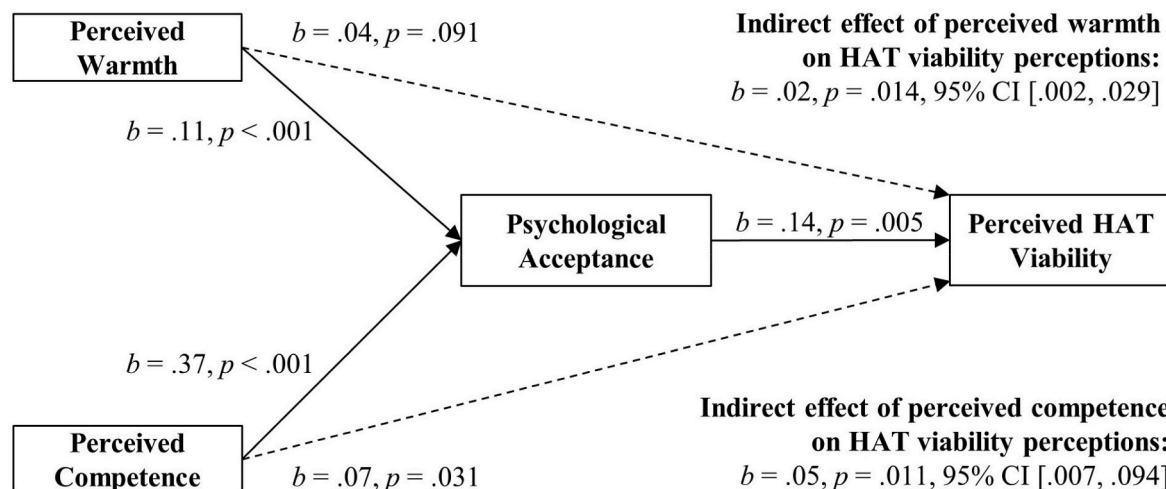 Perceived
Warmth
b = .04, p = .091
Indirect effect of perceived warmth
on HAT viability perceptions:
b = .02, p = .014, 95% CI [.002, .029]
b = .11, p < .001
Psychological
Acceptance
b = .14, p = .005
Perceived HAT
Viability
b = .37, p < .001
Perceived
Competence
b = .07, p = .031
Indirect effect of perceived competence
on HAT viability perceptions:
b = .05, p = .011, 95% CI [.007, .094]